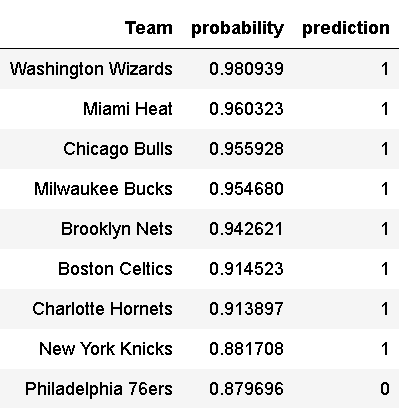 Team probability prediction
Washington Wizards 0.980939 1
Miami Heat 0.960323 1
Chicago Bulls 0.955928 1
Milwaukee Bucks 0.954680 1
Brooklyn Nets 0.942621 1
Boston Celtics 0.914523 1
Charlotte Hornets 0.913897 1
New York Knicks 0.881708 1
Philadelphia 76ers 0.879696 0